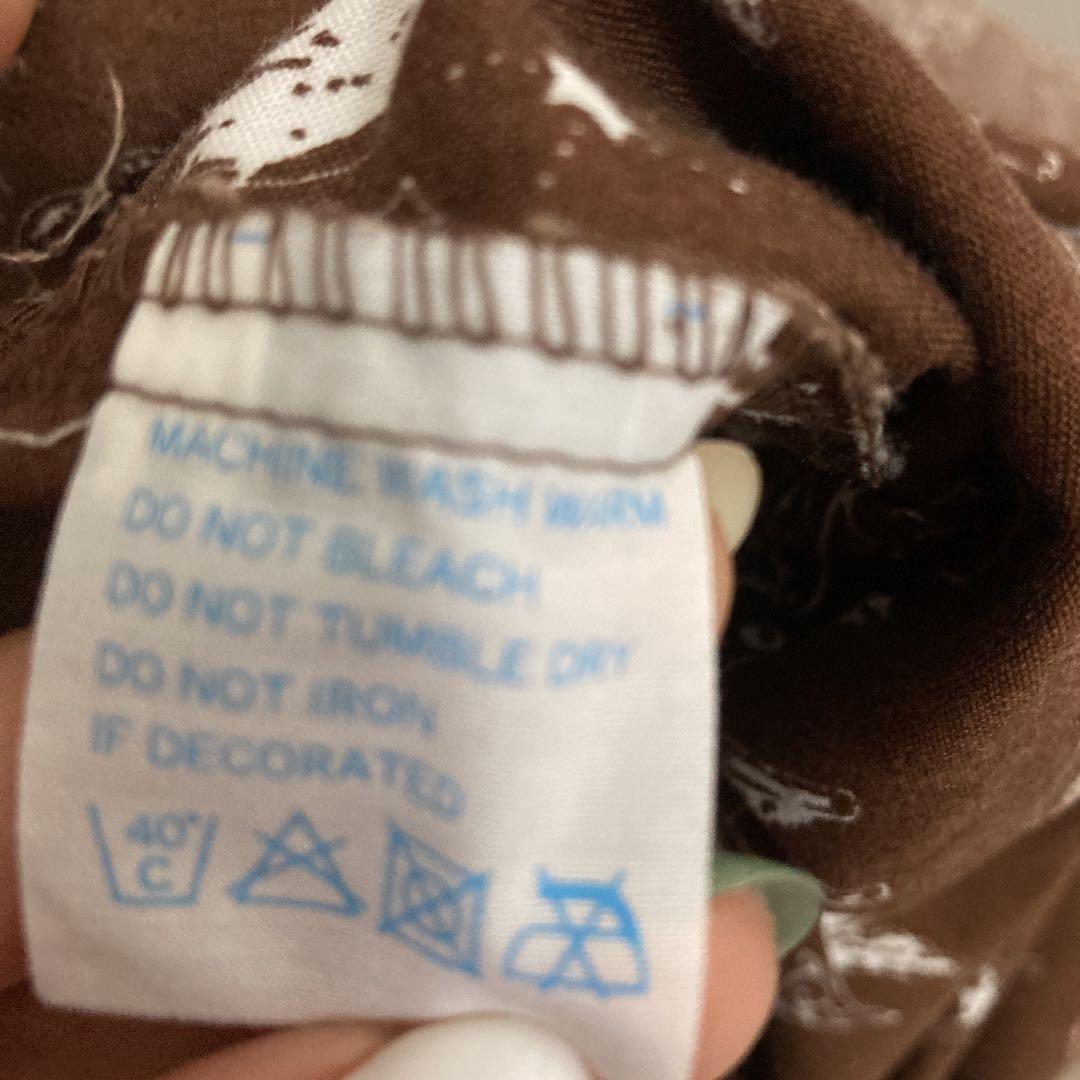 MACHINE WASH WARM
DO NOT BLEACH
DO NOT TUMBLE DRY
DO NOT IRON
IF DECORATED
40°
C